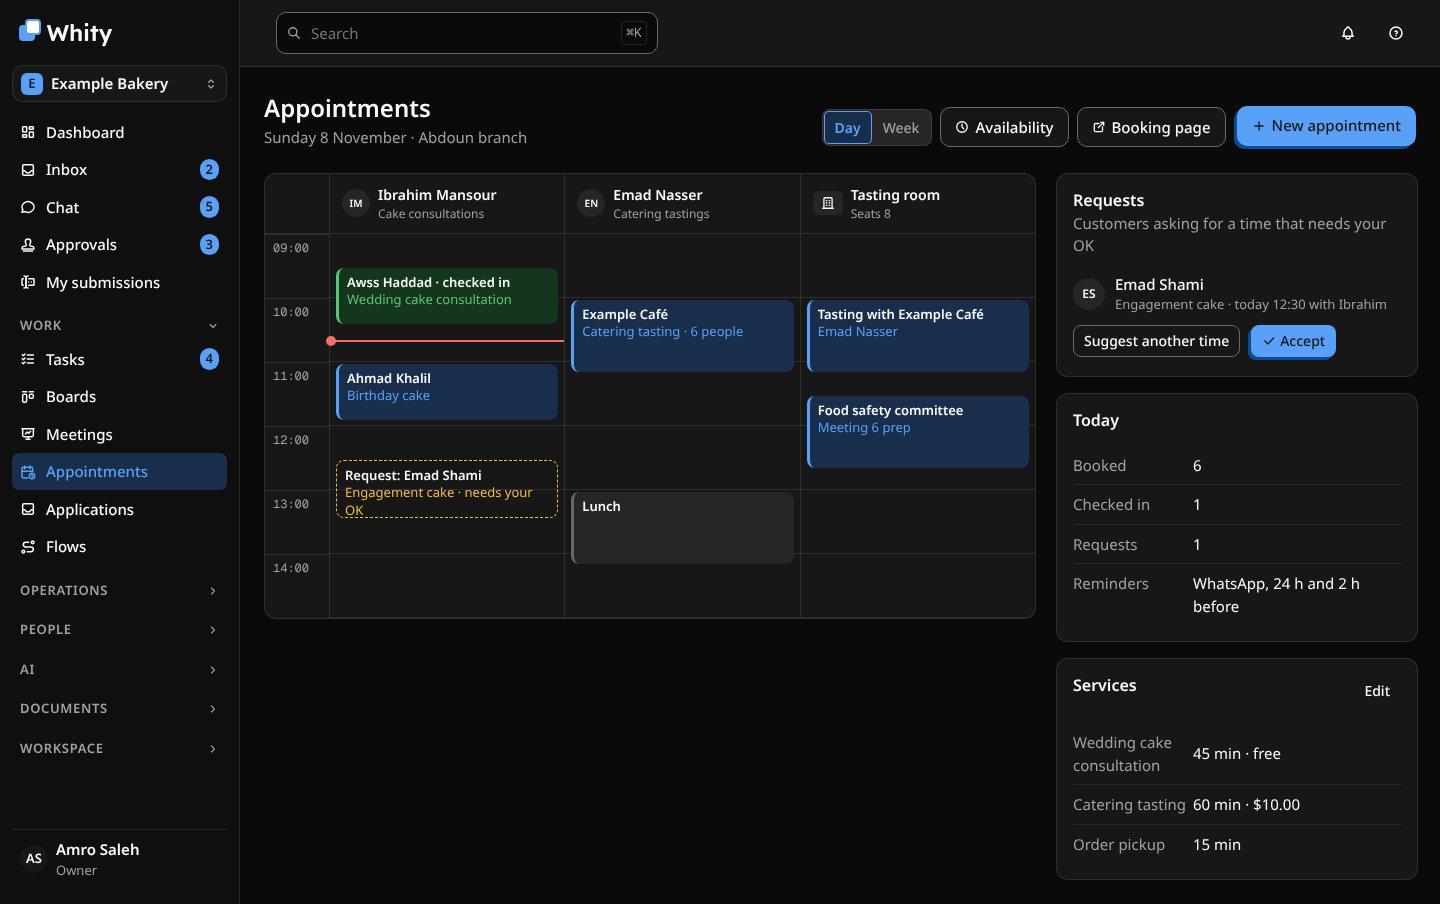 Whity
Search
⌘K
E
Example Bakery
Dashboard
Inbox
2
Chat
5
Approvals
3
My submissions
WORK
Tasks
4
Boards
Meetings
Appointments
Applications
Flows
OPERATIONS
PEOPLE
AI
DOCUMENTS
WORKSPACE
AS
Amro Saleh
Owner
Appointments
Sunday 8 November · Abdoun branch
Day
Week
Availability
Booking page
+ New appointment
IM
Ibrahim Mansour
Cake consultations
EN
Emad Nasser
Catering tastings
Tasting room
Seats 8
09:00
10:00
11:00
12:00
13:00
14:00
Awss Haddad · checked in
Wedding cake consultation
Ahmad Khalil
Birthday cake
Request: Emad Shami
Engagement cake · needs your
OK
Example Café
Catering tasting · 6 people
Lunch
Tasting with Example Café
Emad Nasser
Food safety committee
Meeting 6 prep
Requests
Customers asking for a time that needs your
OK
ES
Emad Shami
Engagement cake · today 12:30 with Ibrahim
Suggest another time
Accept
Today
Booked
6
Checked in
1
Requests
1
Reminders
WhatsApp, 24 h and 2 h
before
Services
Edit
Wedding cake
consultation
45 min · free
Catering tasting
60 min · $10.00
Order pickup
15 min